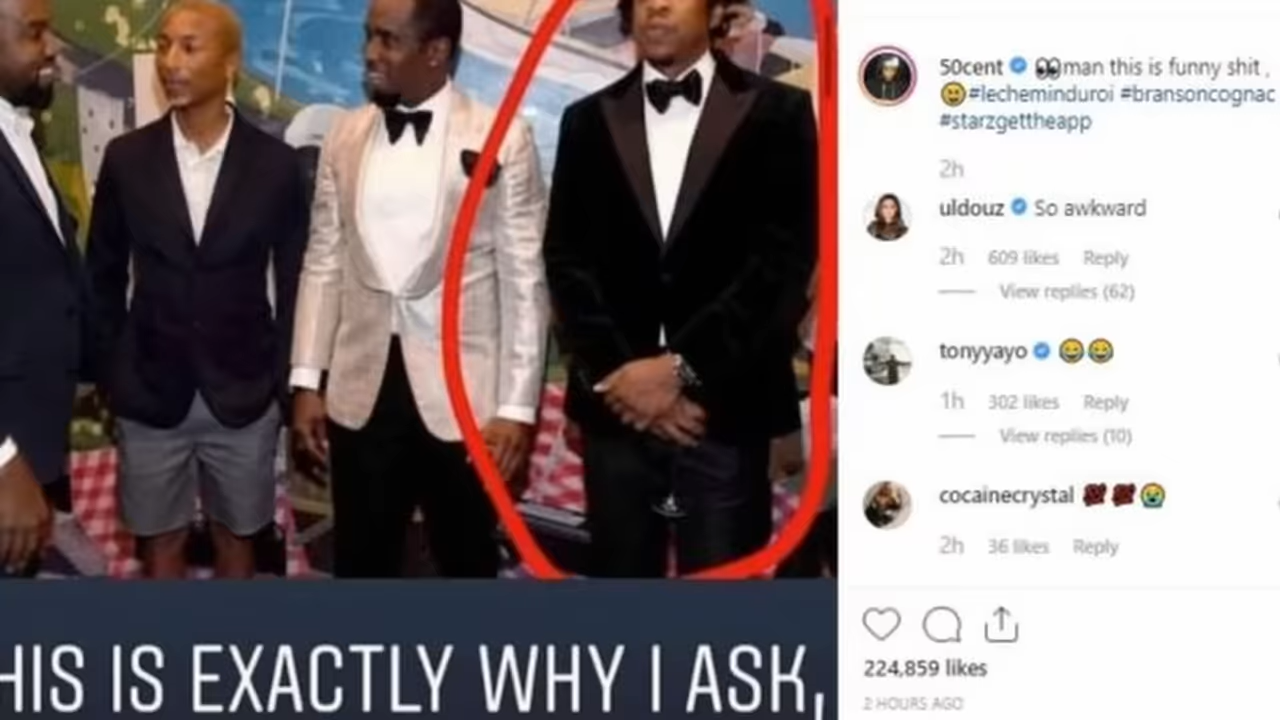 HIS IS EXACTLY WHY I ASK,
50cent 👀man this is funny shit ,
😀#lecheminduroi #bransoncognac
#starzgettheapp
2h
uldouz So awkward
2h 609 likes Reply
View replies (62)
tonyyayo 😂😂
1h 302 likes Reply
View replies (10)
cocainecrystal 💯💯😭
2h 36 likes Reply
224,859 likes
2 HOURS AGO